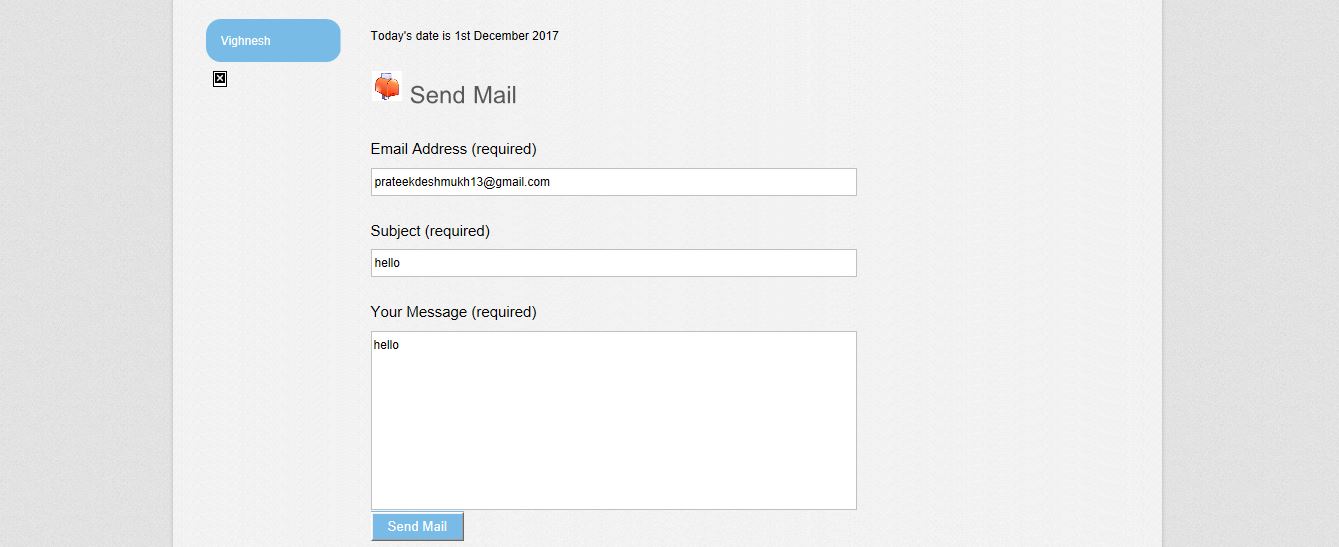 Vighnesh
Today's date is 1st December 2017
Send Mail
Email Address (required)
prateekdeshmukh13@gmail.com
Subject (required)
hello
Your Message (required)
hello
Send Mail